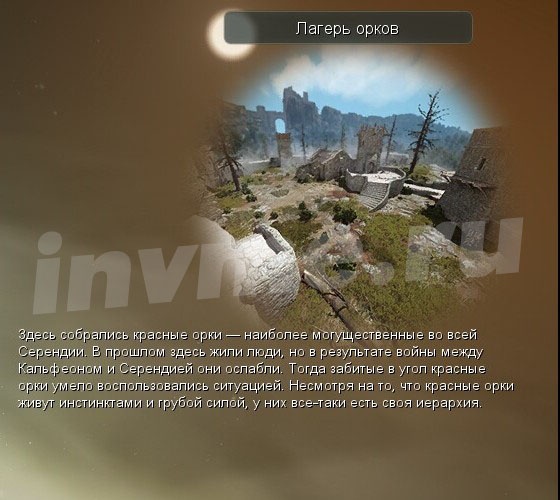 Лагерь орков
Здесь собрались красные орки — наиболее могущественные во всей
Серендии. В прошлом здесь жили люди, но в результате войны между
Кальфеоном и Серендией они ослабли. Тогда забитые в угол красные
орки умело воспользовались ситуацией. Несмотря на то, что красные орки
живут инстинктами и грубой силой, у них все-таки есть своя иерархия.